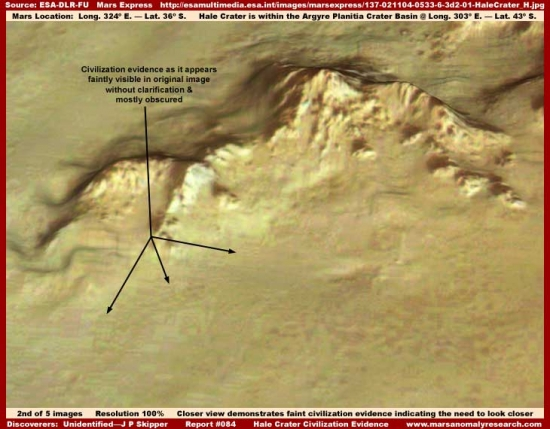 Source: ESA-DLR-FU Mars Express http://esamultimedia.esa.int/images/marsexpress/137-021104-0533-6-3d2-01-HaleCrater_H.jpg
Mars Location: Long. 324º E. — Lat. 36º S. Hale Crater is within the Argyre Planitia Crater Basin @ Long. 303º E. — Lat. 43º S.
Civilization evidence as it appears
faintly visible in original image
without clarification &
mostly obscured
2nd of 5 images Resolution 100% Closer view demonstrates faint civilization evidence indicating the need to look closer
Discoverers: Unidentified—J P Skipper Report #084 Hale Crater Civilization Evidence www.marsanomalyresearch.com